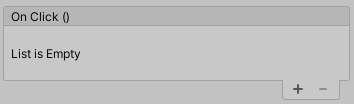 On Click ()
List is Empty
+ −